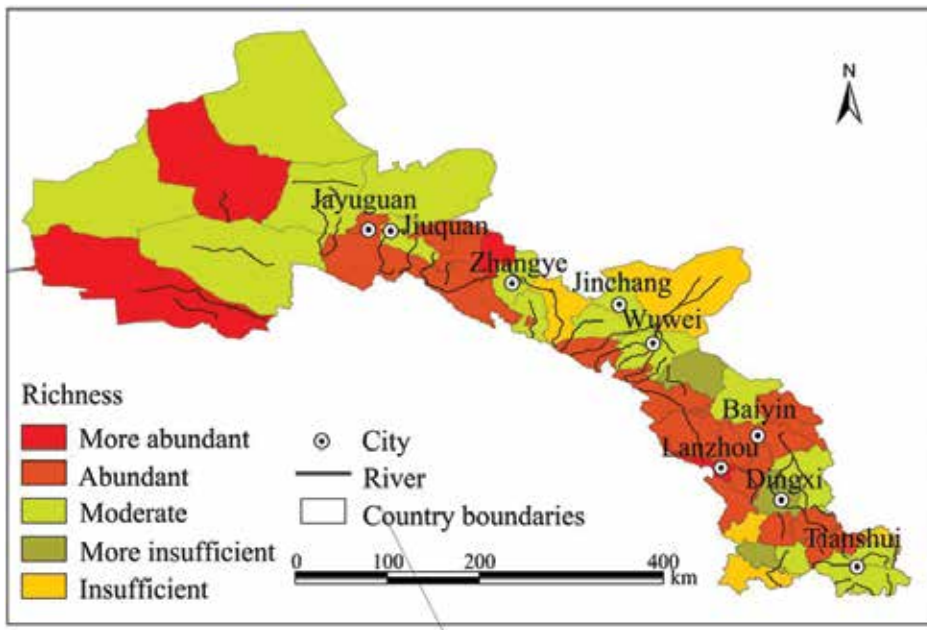 N
Jayuguan
Jiuquan
Zhangye
Jinchang
Wuwei
Baiyin
Lanzhou
Dingxi
Tianshui
Richness
More abundant
Abundant
Moderate
More insufficient
Insufficient
City
River
Country boundaries
0 100 200 400
km